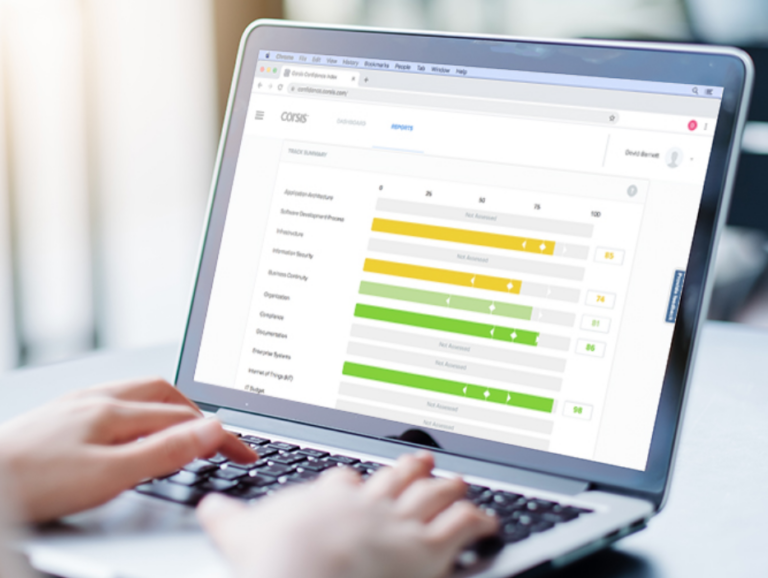 Chrome File Edit View History Bookmarks People Tab Window Help
Corsis Confidence Index
confidence.corsis.com/
corsis
DASHBOARD
REPORTS
David Barrett
TRACK SUMMARY
0 25 50 75 100
Application Architecture
Not Assessed
Software Development Process
85
Infrastructure
Not Assessed
Information Security
74
Business Continuity
81
Organization
86
Compliance
Not Assessed
Documentation
Not Assessed
Enterprise Systems
98
Internet of Things (IoT)
Not Assessed
IT Budget
Not Assessed